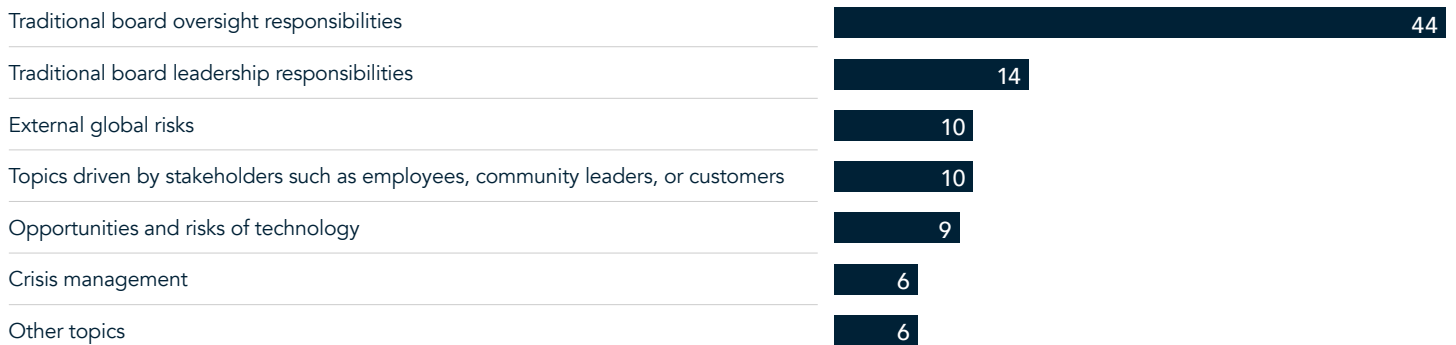 Traditional board oversight responsibilities 44
Traditional board leadership responsibilities 14
External global risks 10
Topics driven by stakeholders such as employees, community leaders, or customers 10
Opportunities and risks of technology 9
Crisis management 6
Other topics 6